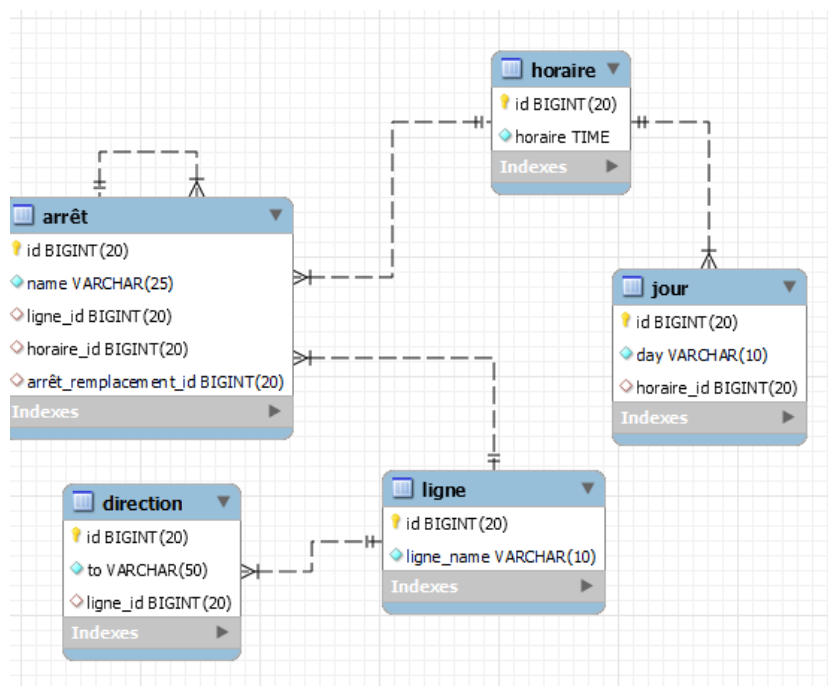 horaire
id BIGINT(20)
horaire TIME
Indexes
arrêt
id BIGINT(20)
name VARCHAR(25)
ligne_id BIGINT(20)
horaire_id BIGINT(20)
arrêt_remplacement_id BIGINT(20)
Indexes
jour
id BIGINT(20)
day VARCHAR(10)
horaire_id BIGINT(20)
Indexes
direction
id BIGINT(20)
to VARCHAR(50)
ligne_id BIGINT(20)
Indexes
ligne
id BIGINT(20)
ligne_name VARCHAR(10)
Indexes